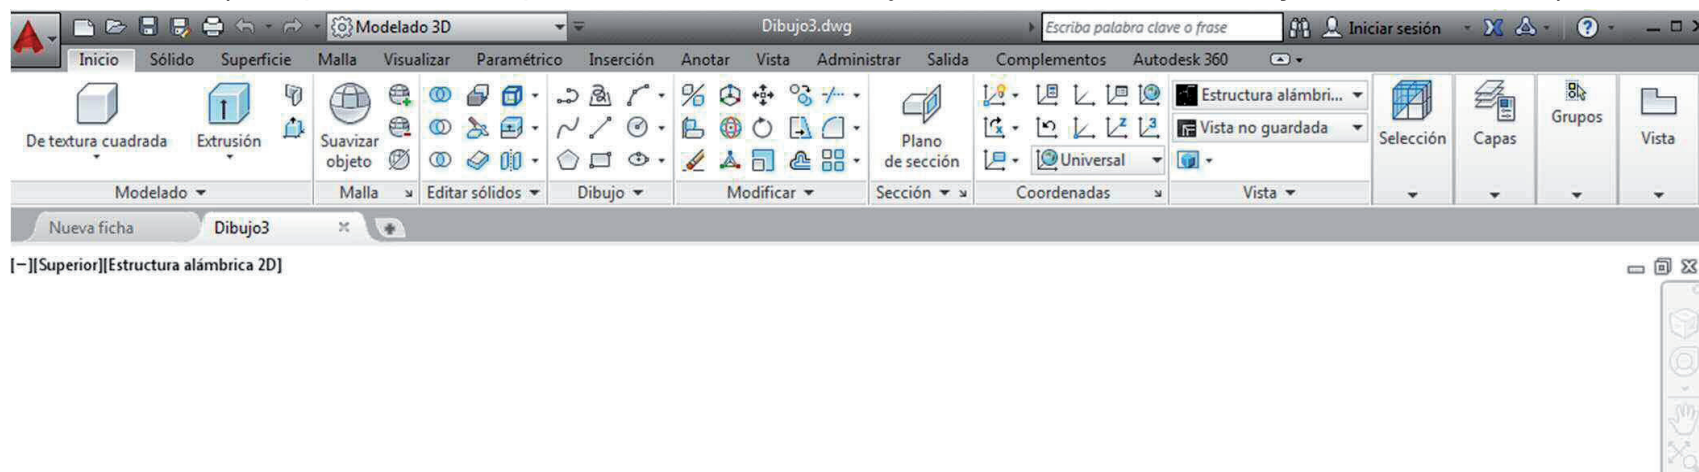 Modelado 3D
Dibujo3.dwg
Escriba palabra clave o frase
Iniciar sesión
Inicio Sólido Superficie Malla Visualizar Paramétrico Inserción Anotar Vista Administrar Salida Complementos Autodesk 360
De textura cuadrada
Extrusión
Suavizar
objeto
Plano
de sección
Universal
Estructura alámbri...
Vista no guardada
Selección
Capas
Grupos
Vista
Modelado Malla Editar sólidos Dibujo Modificar Sección Coordenadas Vista
Nueva ficha Dibujo3
[−][Superior][Estructura alámbrica 2D]